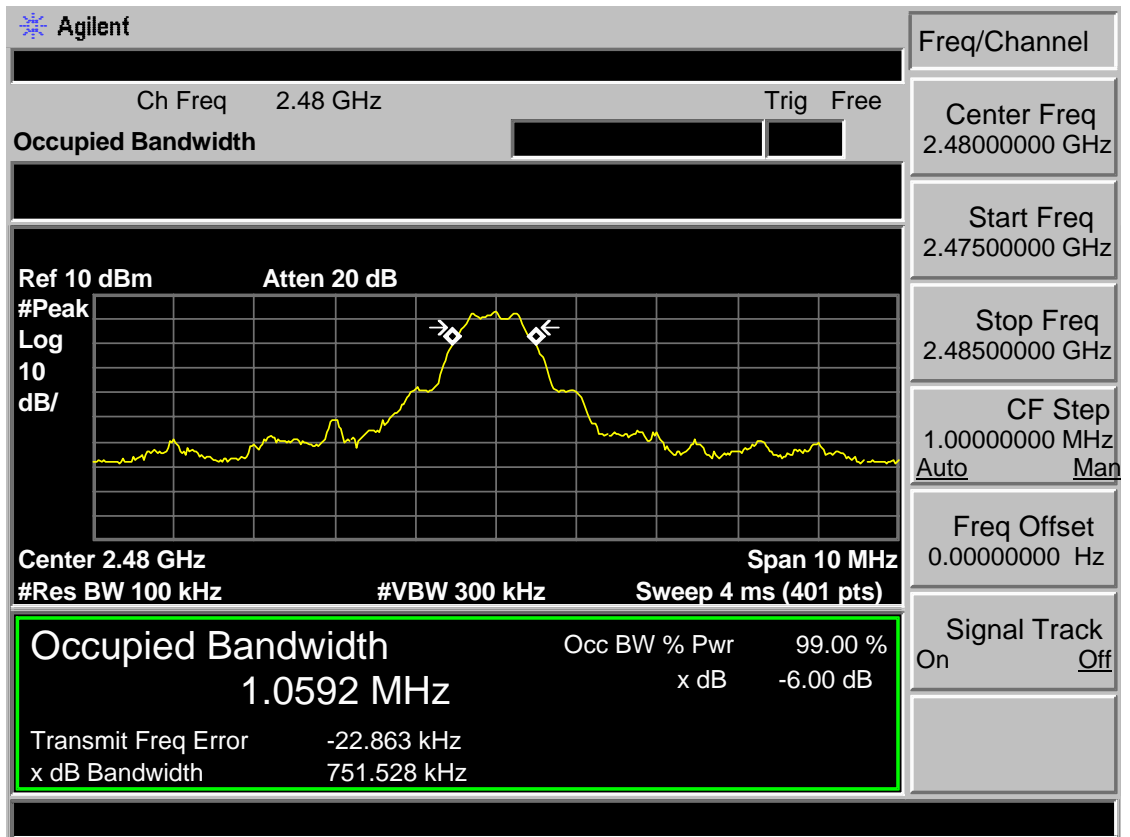 Agilent
Ch Freq 2.48 GHz Trig Free
Occupied Bandwidth
Ref 10 dBm Atten 20 dB
#Peak
Log
10
dB/
Center 2.48 GHz Span 10 MHz
#Res BW 100 kHz #VBW 300 kHz Sweep 4 ms (401 pts)
Occupied Bandwidth Occ BW % Pwr 99.00 %
1.0592 MHz x dB -6.00 dB
Transmit Freq Error -22.863 kHz
x dB Bandwidth 751.528 kHz
Freq/Channel
Center Freq
2.48000000 GHz
Start Freq
2.47500000 GHz
Stop Freq
2.48500000 GHz
CF Step
1.00000000 MHz
Auto Man
Freq Offset
0.00000000 Hz
Signal Track
On Off